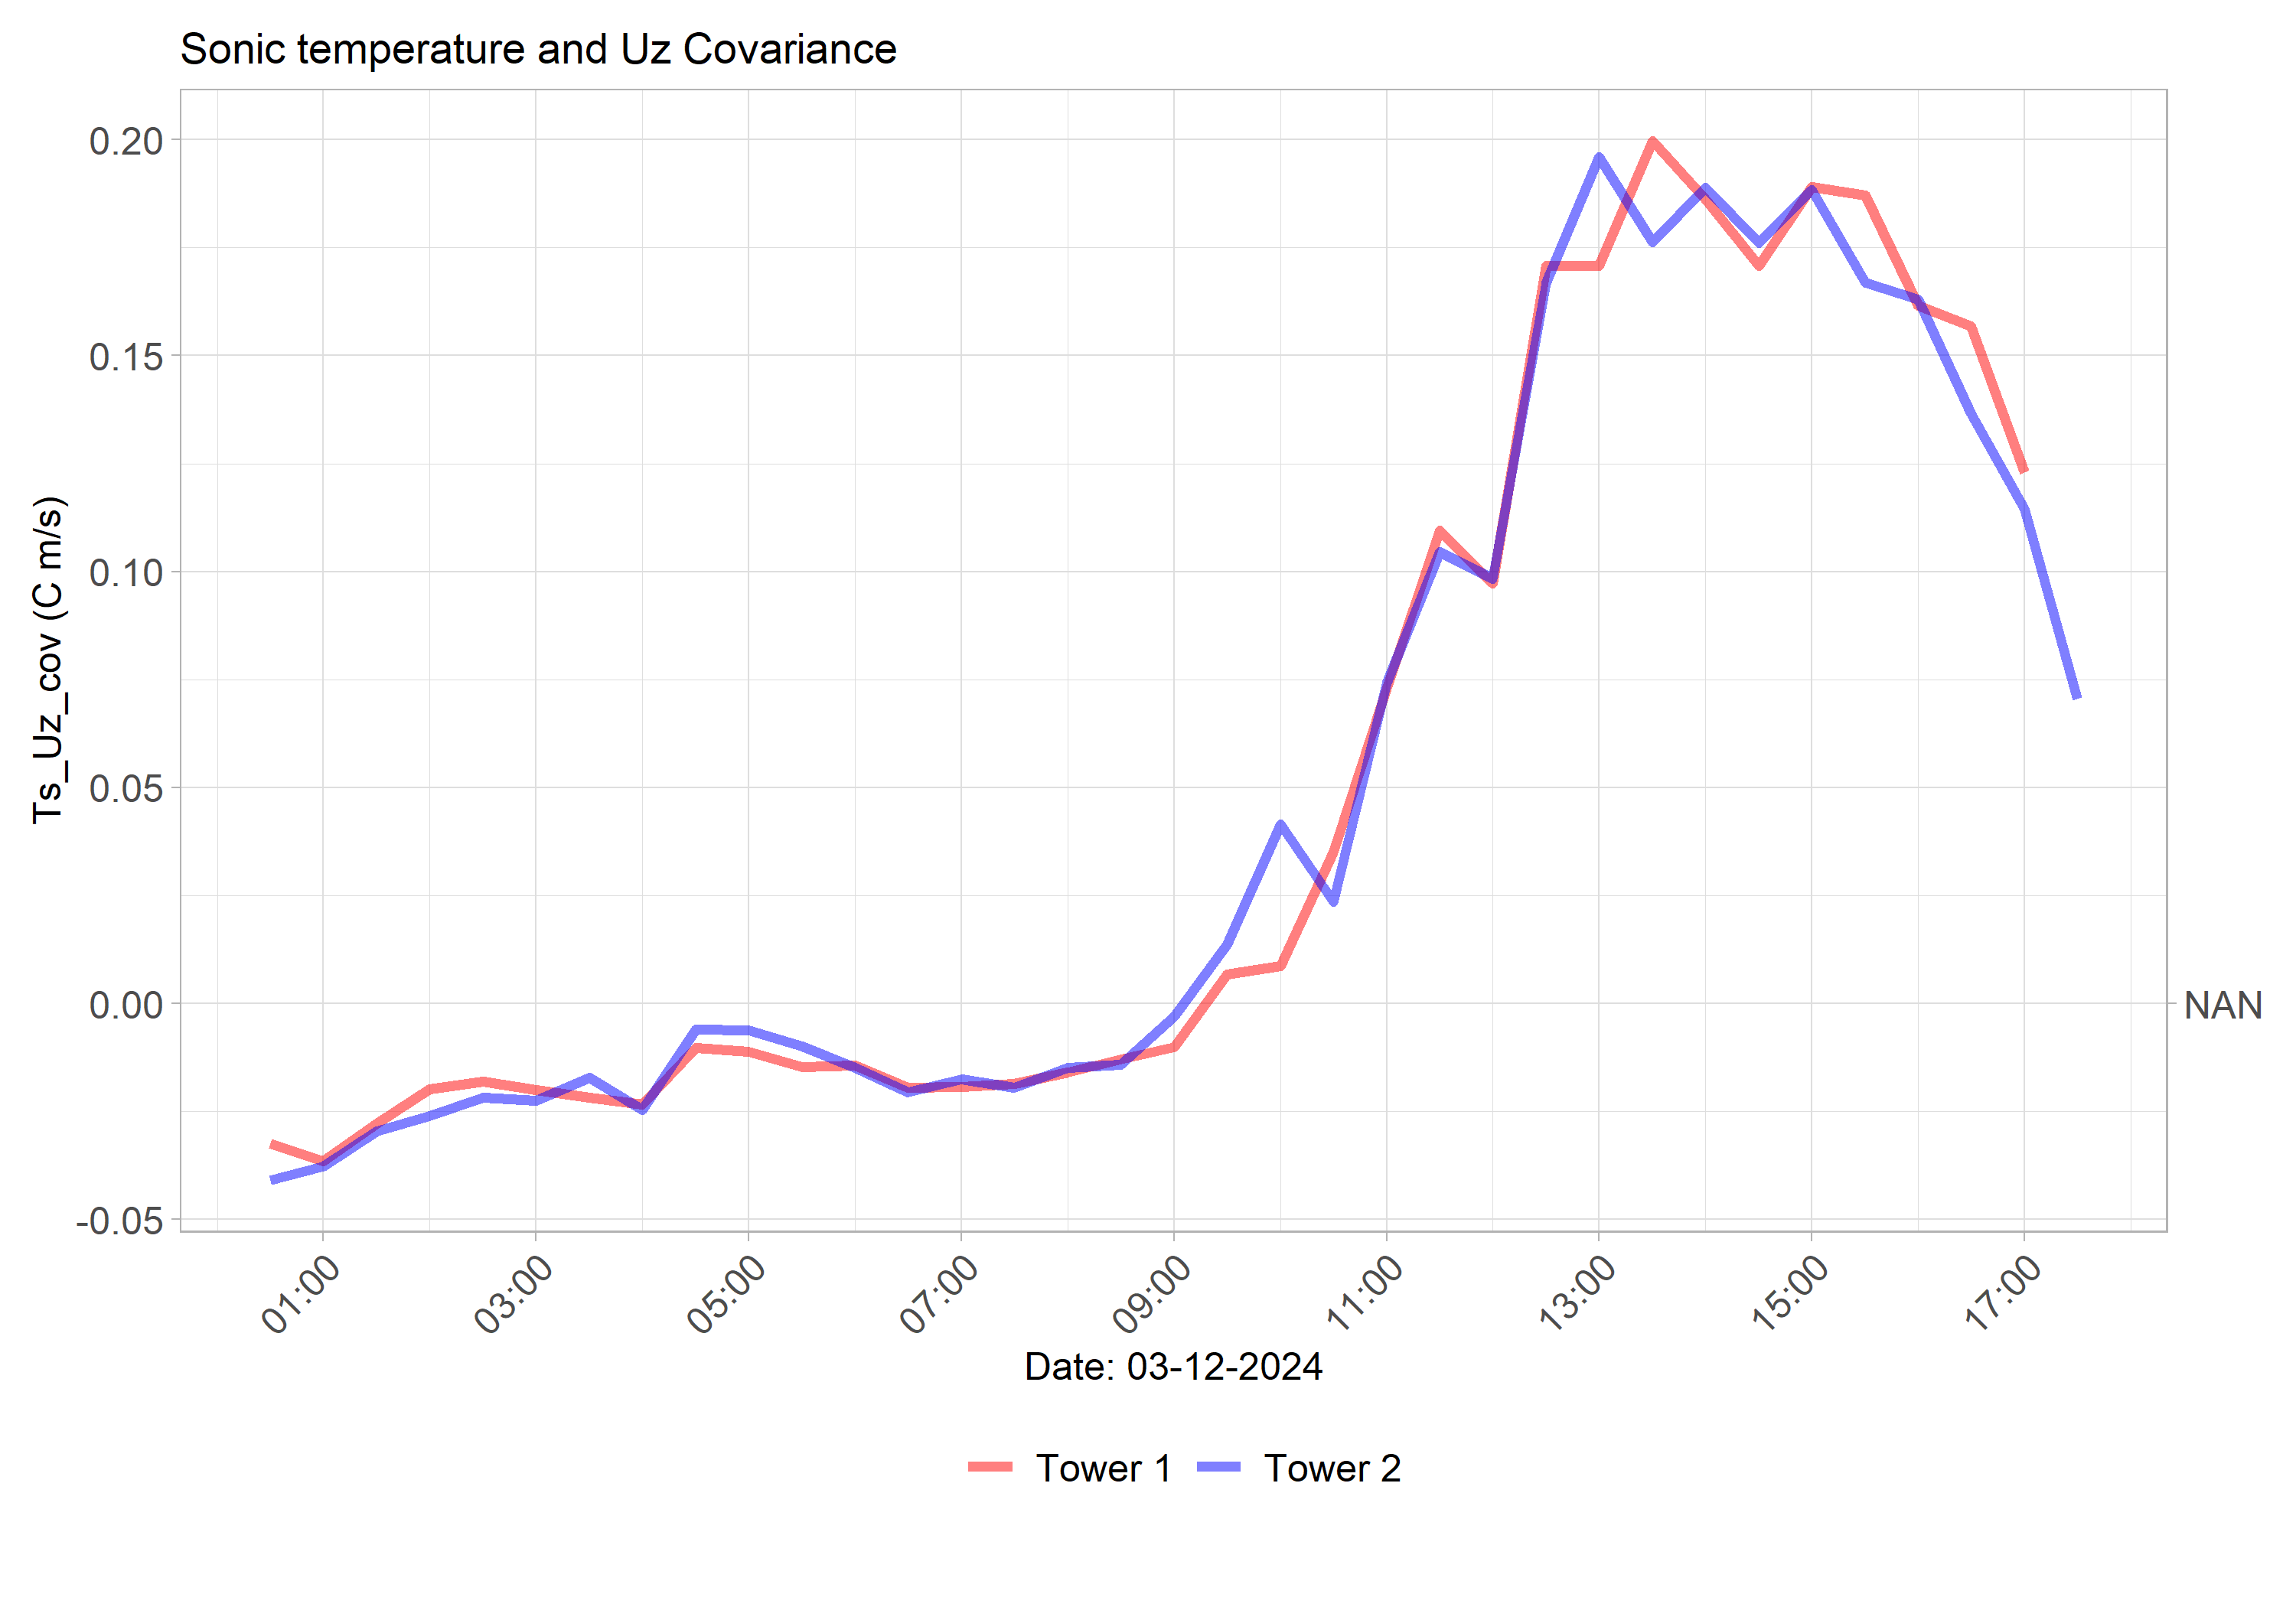 Sonic temperature and Uz Covariance
0.20
0.15
0.10
0.05
0.00
-0.05
Ts_Uz_cov (C m/s)
NAN
01:00
03:00
05:00
07:00
09:00
11:00
13:00
15:00
17:00
Date: 03-12-2024
Tower 1
Tower 2